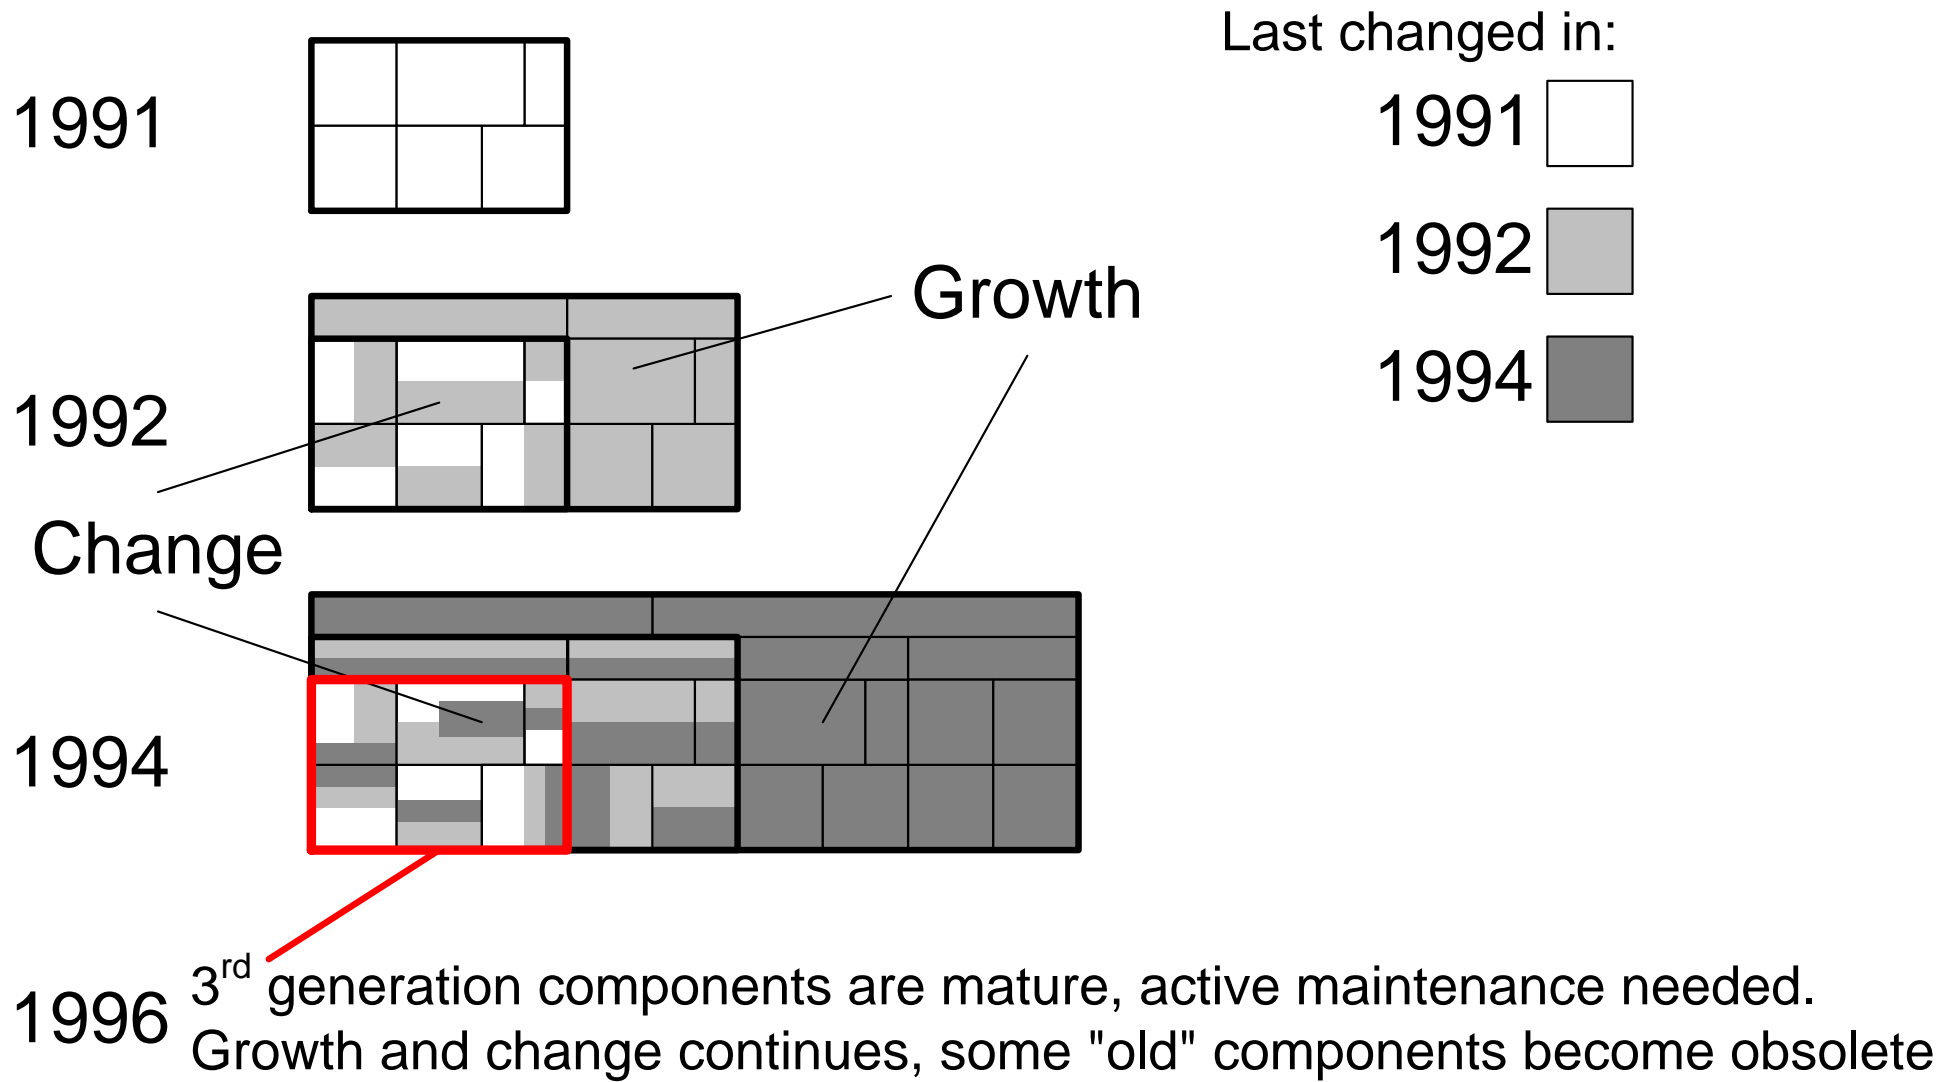 Last changed in:
1991
1991
1992
Growth
1992
1994
Change
1994
1996
3rd generation components are mature, active maintenance needed.
Growth and change continues, some "old" components become obsolete